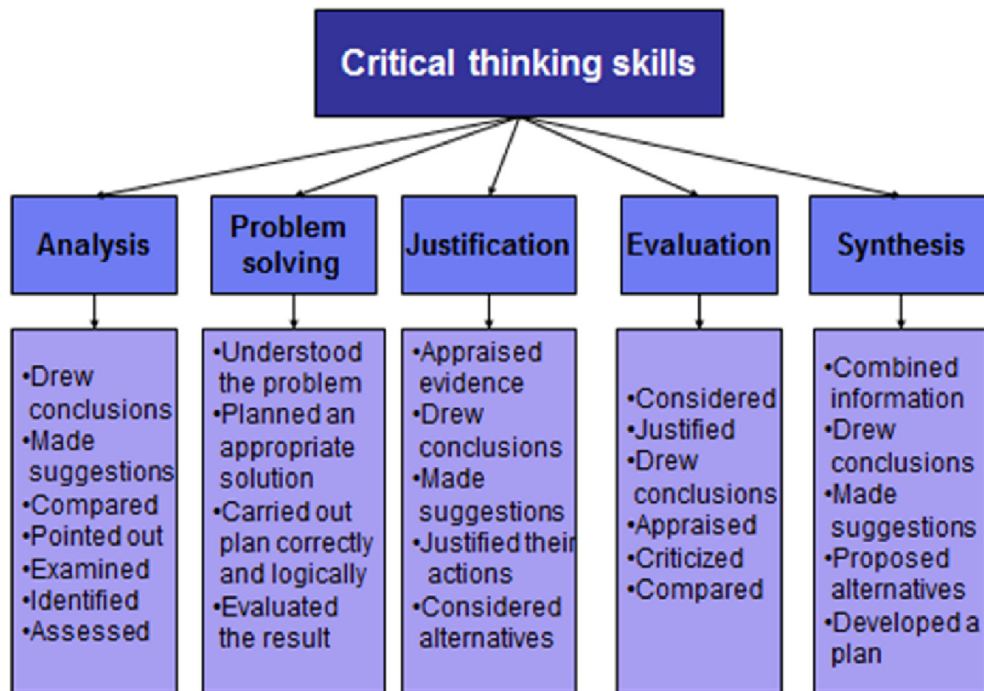 Critical thinking skills
Analysis
•Drew
conclusions
•Made
suggestions
•Compared
•Pointed out
•Examined
•Identified
•Assessed
Problem
solving
•Understood
the problem
•Planned an
appropriate
solution
•Carried out
plan correctly
and logically
•Evaluated
the result
Justification
•Appraised
evidence
•Drew
conclusions
•Made
suggestions
•Justified their
actions
•Considered
alternatives
Evaluation
•Considered
•Justified
•Drew
conclusions
•Appraised
•Criticized
•Compared
Synthesis
•Combined
information
•Drew
conclusions
•Made
suggestions
•Proposed
alternatives
•Developed a
plan